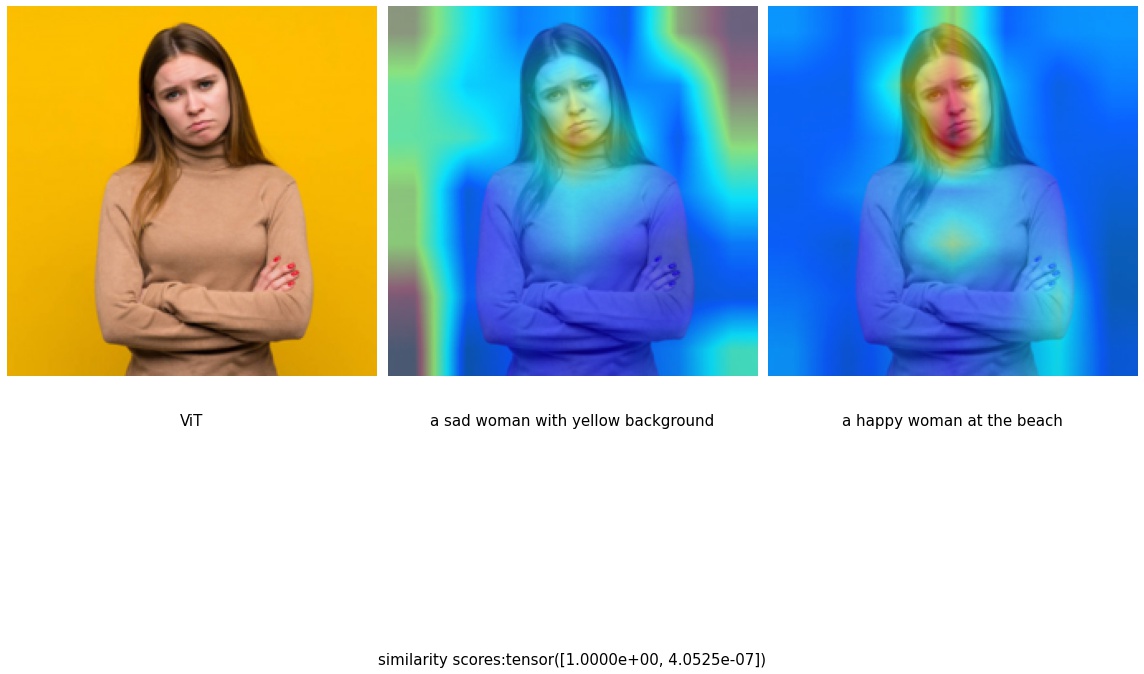 ViT
a sad woman with yellow background
a happy woman at the beach
similarity scores:tensor([1.0000e+00, 4.0525e-07])